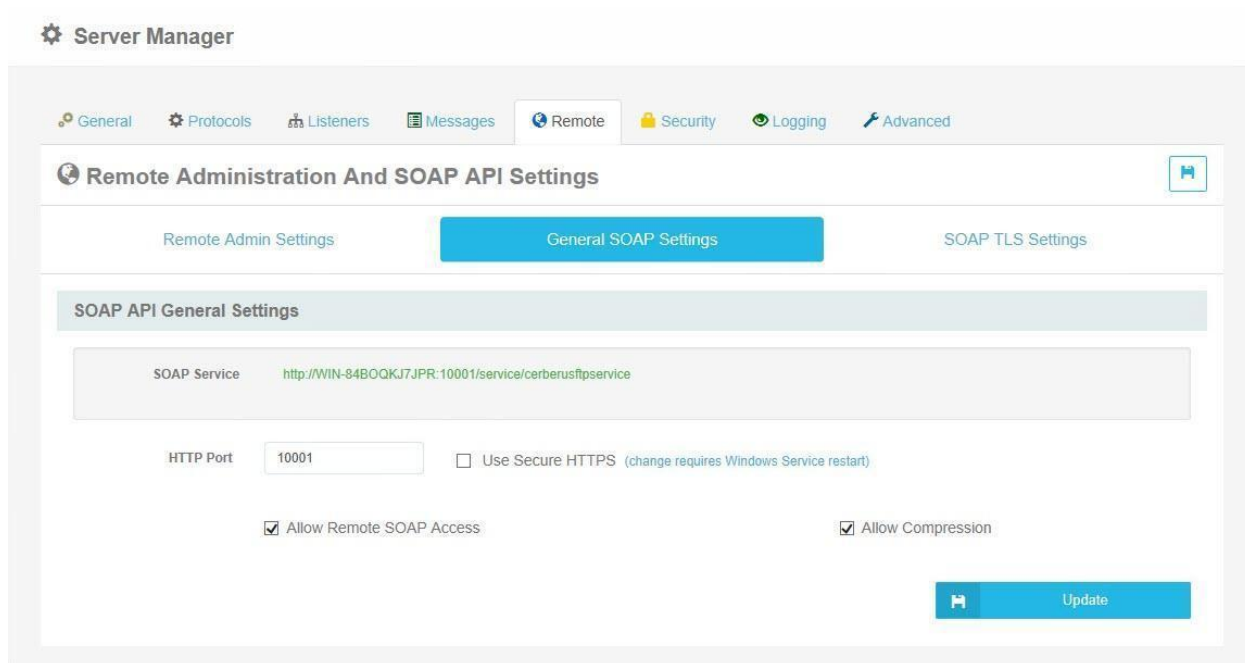 Server Manager
General Protocols Listeners Messages Remote Security Logging Advanced
Remote Administration And SOAP API Settings
Remote Admin Settings General SOAP Settings SOAP TLS Settings
SOAP API General Settings
SOAP Service http://WIN-84BOQKJ7JPR:10001/service/cerberusftpservice
HTTP Port 10001 Use Secure HTTPS (change requires Windows Service restart)
Allow Remote SOAP Access Allow Compression
Update